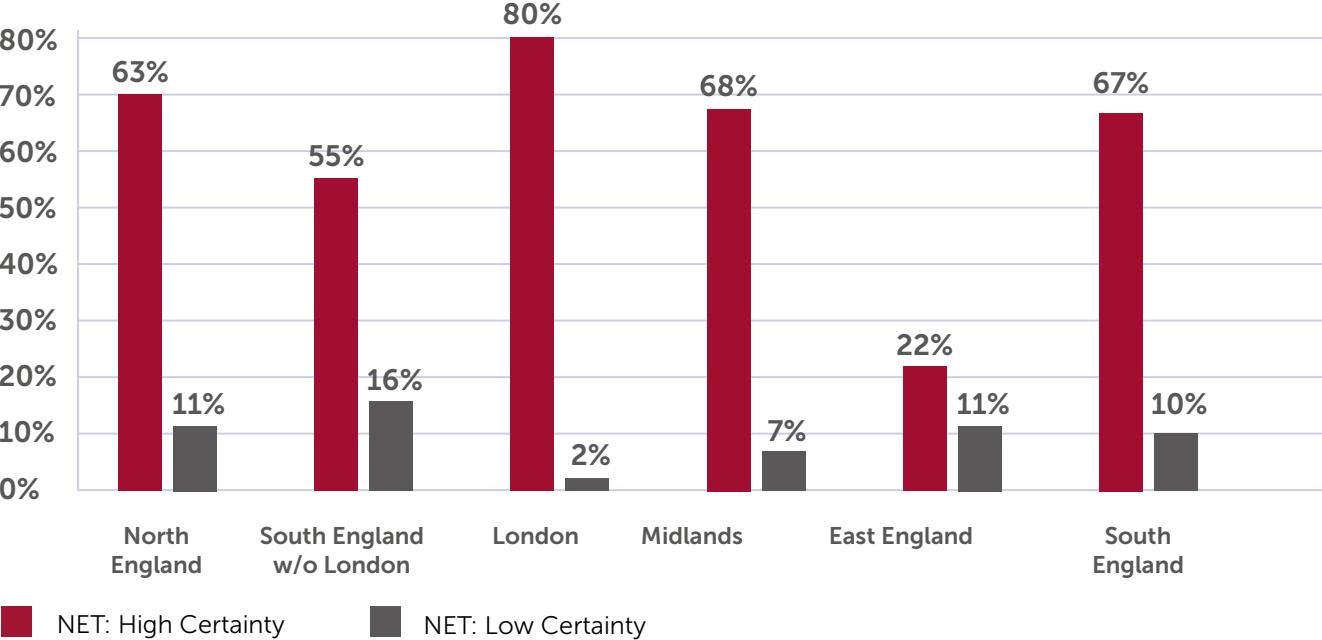 80%
80%
63%
68%
67%
70%
60%
55%
50%
40%
30%
22%
20%
16%
11%
11%
10%
10%
7%
2%
0%
North
England
South England
w/o London
London
Midlands
East England
South
England
NET: High Certainty
NET: Low Certainty